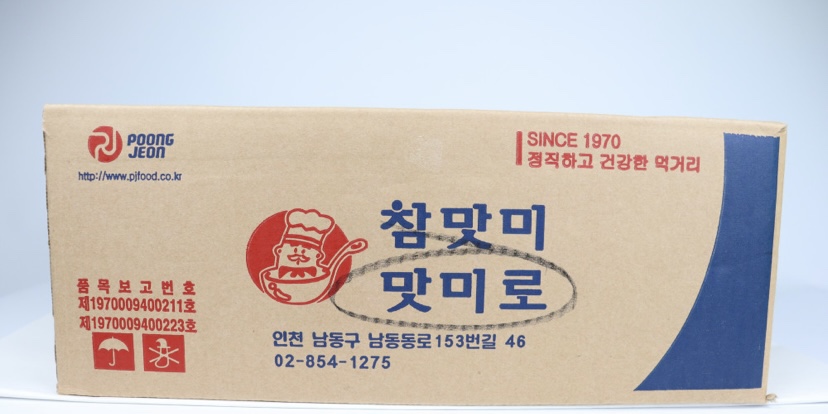 POONG
JEON
http://www.pjfood.co.kr
SINCE 1970
정직하고 건강한 먹거리
참맛미
맛미로
품목보고번호
제1970009400211호
제1970009400223호
인천 남동구 남동동로153번길 46
02-854-1275